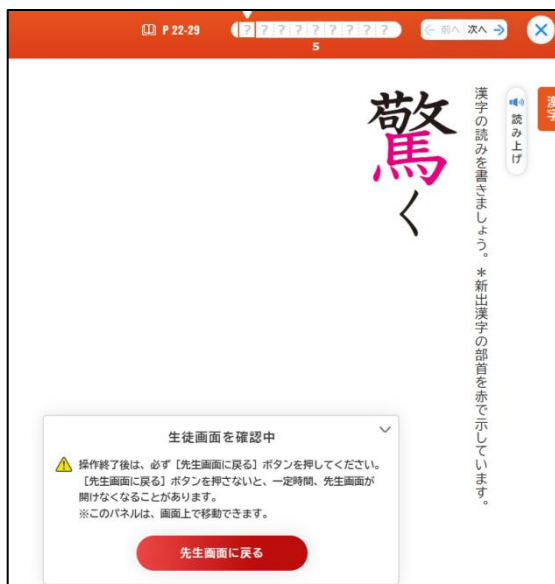 P 22-29
? ? ? ? ? ? ? ?
5
← 前へ 次へ →
漢字
読み上げ
漢字の読みを書きましょう。＊新出漢字の部首を赤で示しています。
驚く
生徒画面を確認中
操作終了後は、必ず［先生画面に戻る］ボタンを押してください。
［先生画面に戻る］ボタンを押さないと、一定時間、先生画面が
開けなくなることがあります。
※このパネルは、画面上で移動できます。
先生画面に戻る